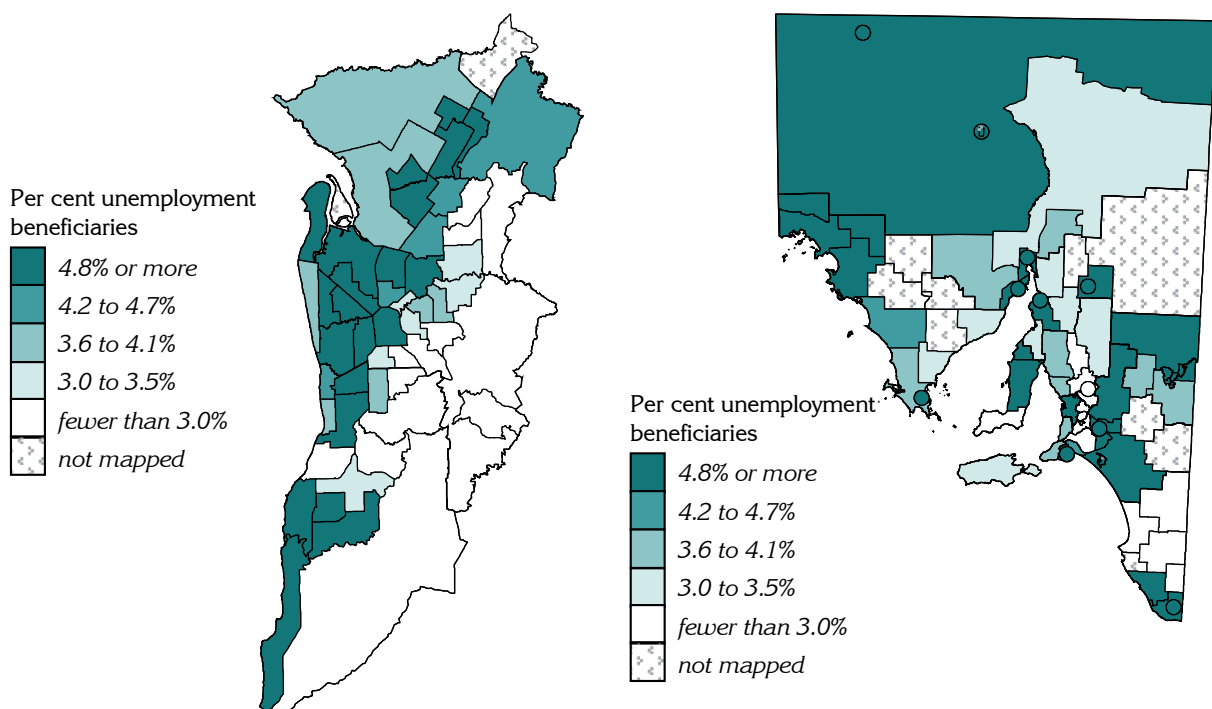 Per cent unemployment
beneficiaries
4.8% or more
4.2 to 4.7%
3.6 to 4.1%
3.0 to 3.5%
fewer than 3.0%
not mapped
Per cent unemployment
beneficiaries
4.8% or more
4.2 to 4.7%
3.6 to 4.1%
3.0 to 3.5%
fewer than 3.0%
not mapped